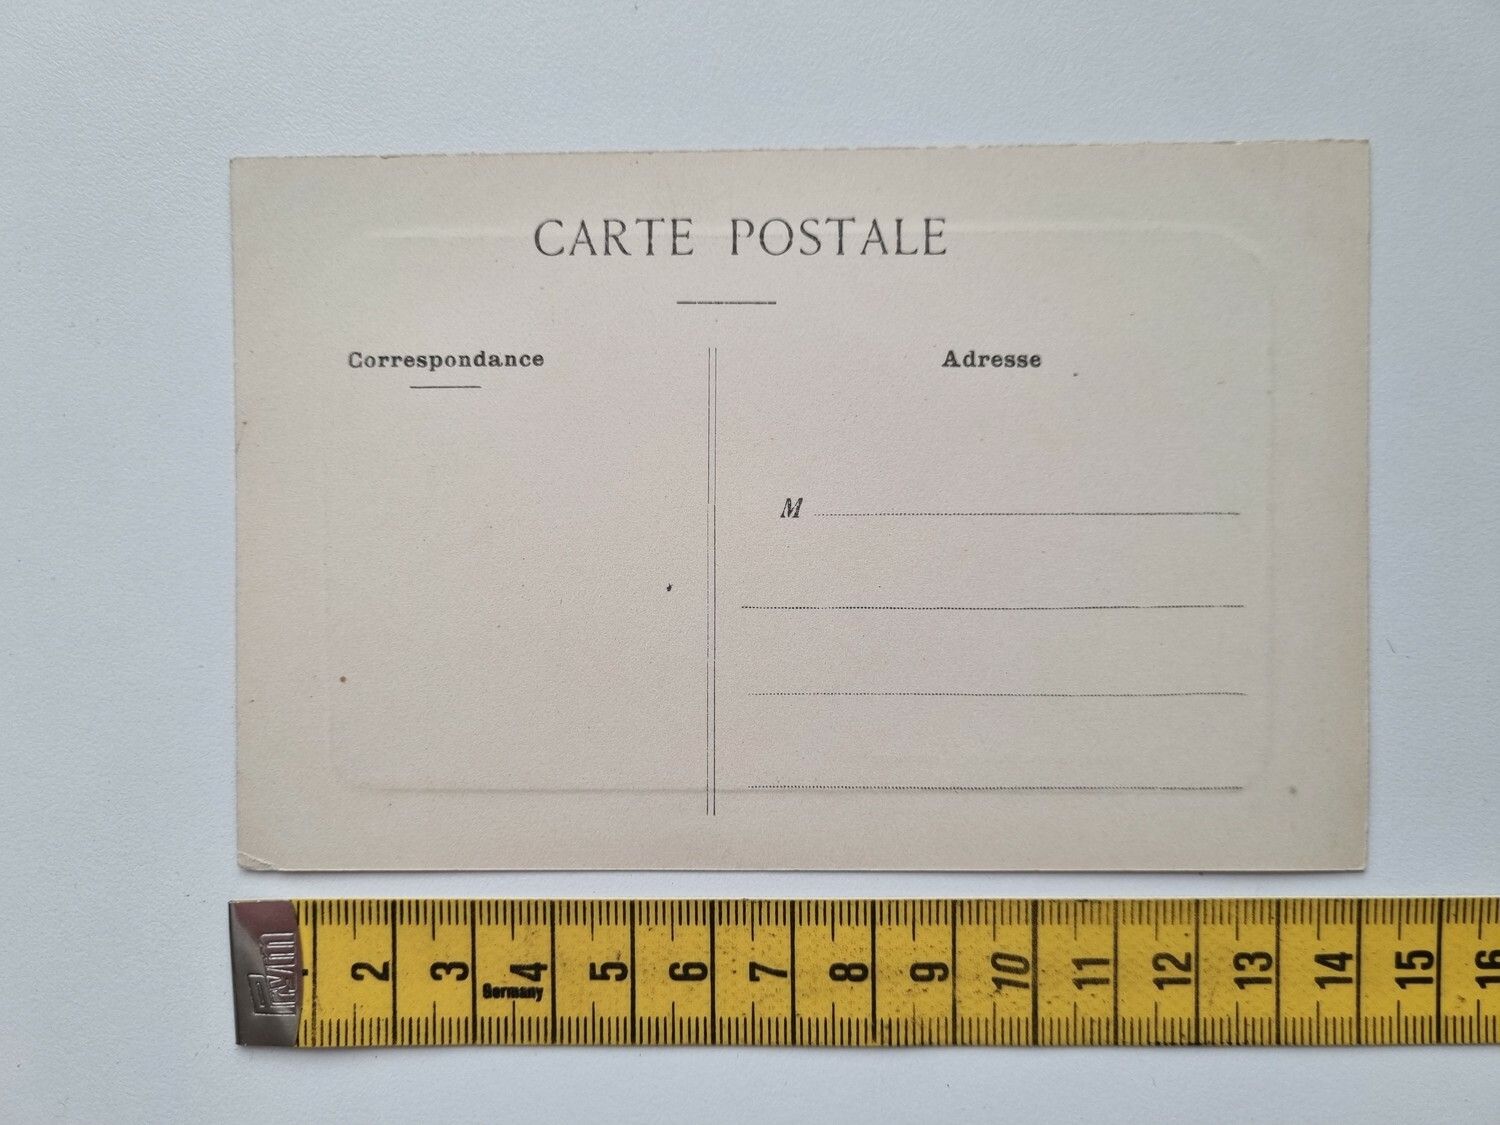 CARTE POSTALE
Correspondance
Adresse
M
Prym
2 3 4 5 6 7 8 9 10 11 12 13 14 15 16
Germany